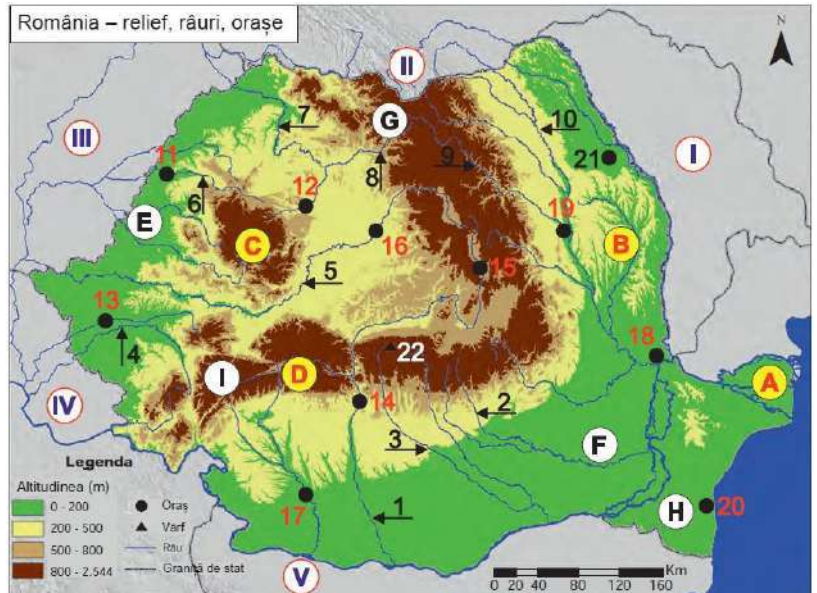 România – relief, râuri, orașe
N
II
I
III
IV
V
G
E
C
B
A
I
D
F
H
7
10
8
9
6
5
4
3
2
1
11
12
13
14
15
16
17
18
19
20
21
22
Legenda
Altitudinea (m)
0 - 200
200 - 500
500 - 800
800 - 2.544
Oraș
Varf
Râu
Graniță de stat
Km
0 20 40 80 120 160